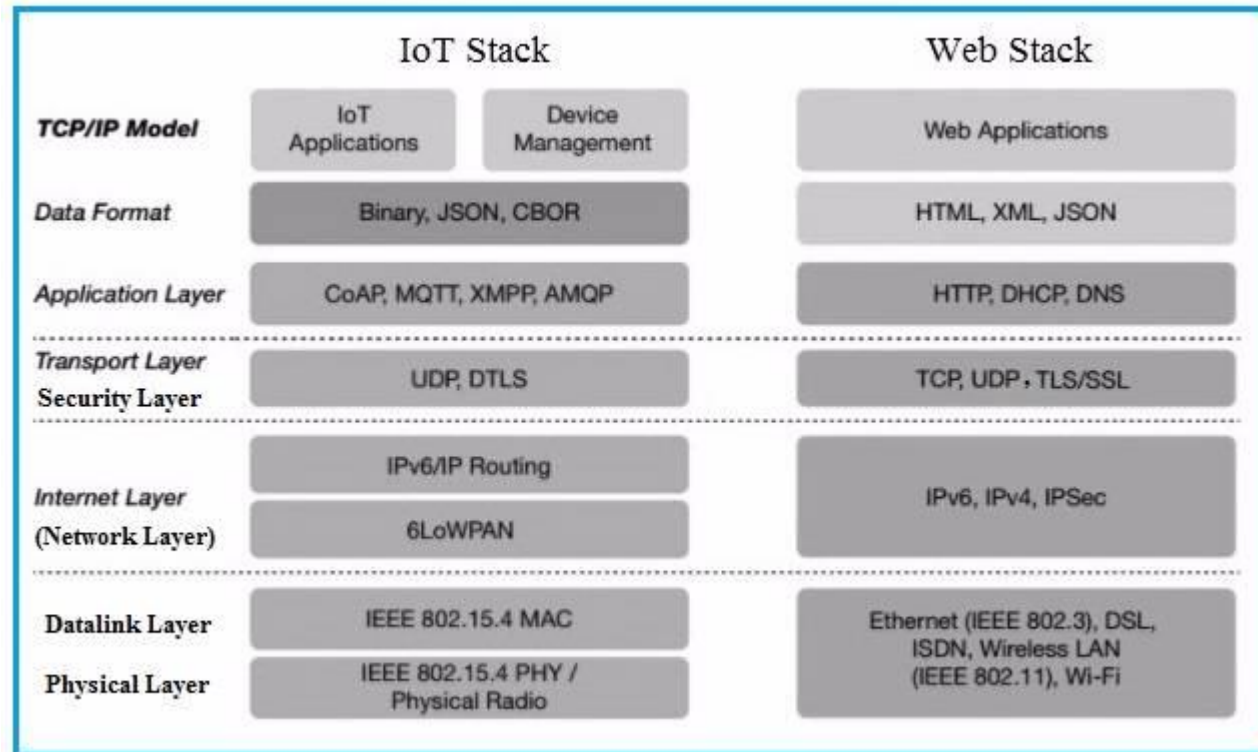 IoT Stack
Web Stack
TCP/IP Model
IoT
Applications
Device
Management
Web Applications
Data Format
Binary, JSON, CBOR
HTML, XML, JSON
Application Layer
CoAP, MQTT, XMPP, AMQP
HTTP, DHCP, DNS
Transport Layer
Security Layer
UDP, DTLS
TCP, UDP，TLS/SSL
Internet Layer
(Network Layer)
IPv6/IP Routing
6LoWPAN
IPv6, IPv4, IPSec
Datalink Layer
Physical Layer
IEEE 802.15.4 MAC
IEEE 802.15.4 PHY /
Physical Radio
Ethernet (IEEE 802.3), DSL,
ISDN, Wireless LAN
(IEEE 802.11), Wi-Fi